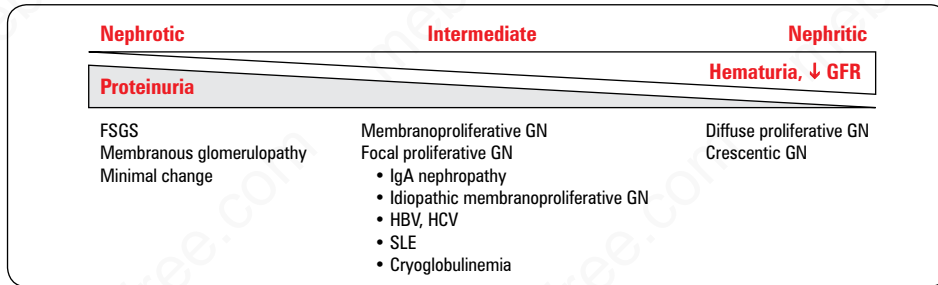 Nephrotic Intermediate Nephritic
Hematuria, ↓ GFR
Proteinuria
FSGS
Membranous glomerulopathy
Minimal change
Membranoproliferative GN
Focal proliferative GN
• IgA nephropathy
• Idiopathic membranoproliferative GN
• HBV, HCV
• SLE
• Cryoglobulinemia
Diffuse proliferative GN
Crescentic GN